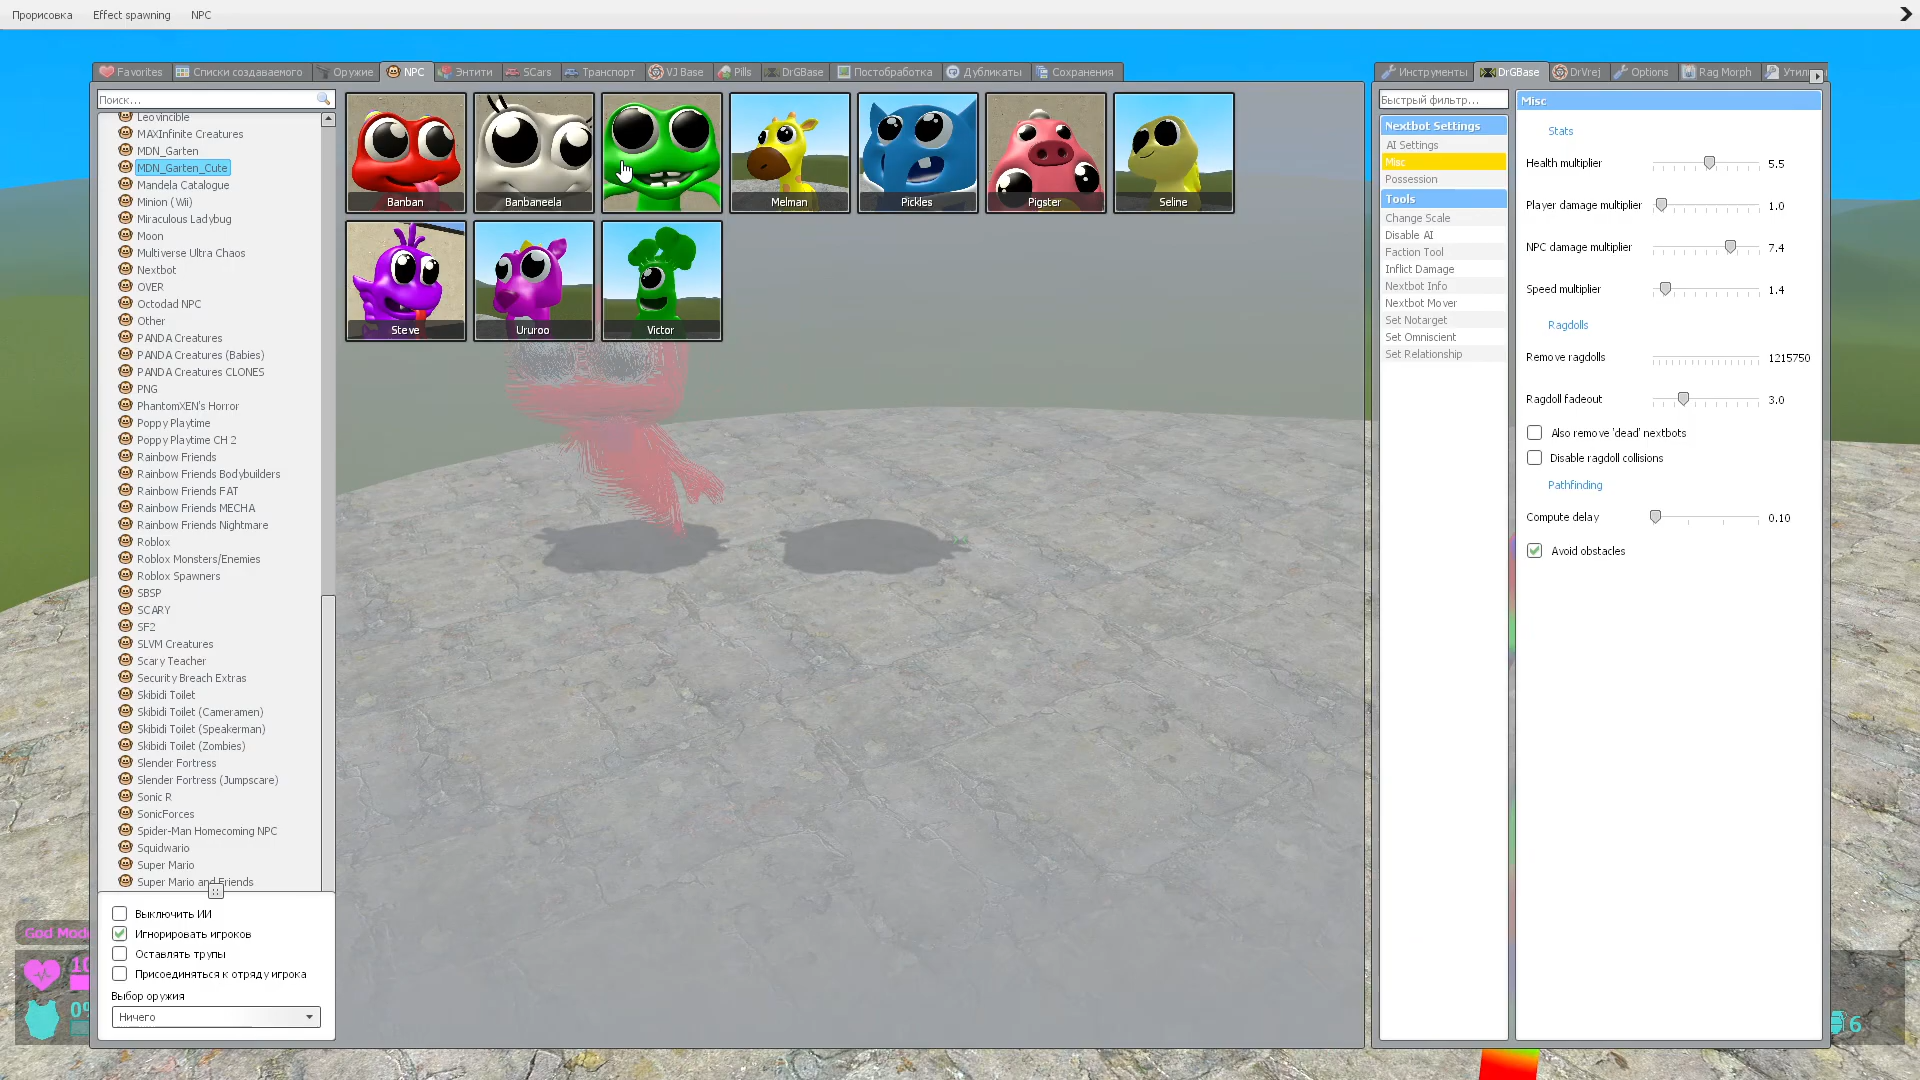 Прорисовка Effect spawning NPC
Favorites Списки создаваемого Оружие NPC Энтити SCars Транспорт VJ Base Pills DrGBase Постобработка Дубликаты Сохранения
Поиск...
Leovincible
MAXInfinite Creatures
MDN_Garten
MDN_Garten_Cute
Mandela Catalogue
Minion (Wii)
Miraculous Ladybug
Moon
Multiverse Ultra Chaos
Nextbot
OVER
Octodad NPC
Other
PANDA Creatures
PANDA Creatures (Babies)
PANDA Creatures CLONES
PNG
PhantomXEN's Horror
Poppy Playtime
Poppy Playtime CH 2
Rainbow Friends
Rainbow Friends Bodybuilders
Rainbow Friends FAT
Rainbow Friends MECHA
Rainbow Friends Nightmare
Roblox
Roblox Monsters/Enemies
Roblox Spawners
SBSP
SCARY
SF2
SLVM Creatures
Scary Teacher
Security Breach Extras
Skibidi Toilet
Skibidi Toilet (Cameramen)
Skibidi Toilet (Speakerman)
Skibidi Toilet (Zombies)
Slender Fortress
Slender Fortress (Jumpscare)
Sonic R
SonicForces
Spider-Man Homecoming NPC
Squidwario
Super Mario
Super Mario and Friends
Выключить ИИ
Игнорировать игроков
Оставлять трупы
Присоединяться к отряду игрока
Выбор оружия
Ничего
Banban Banbaneela Melman Pickles Pigster Seline
Steve Ururoo Victor
Инструменты DrGBase DrVrej Options Rag Morph
Быстрый фильтр...
Nextbot Settings
AI Settings
Misc
Possession
Tools
Change Scale
Disable AI
Faction Tool
Inflict Damage
Nextbot Info
Nextbot Mover
Set Notarget
Set Omniscient
Set Relationship
Misc
Stats
Health multiplier 5.5
Player damage multiplier 1.0
NPC damage multiplier 7.4
Speed multiplier 1.4
Ragdolls
Remove ragdolls 1215750
Ragdoll fadeout 3.0
Also remove 'dead' nextbots
Disable ragdoll collisions
Pathfinding
Compute delay 0.10
Avoid obstacles
God Mod
10
0%
6